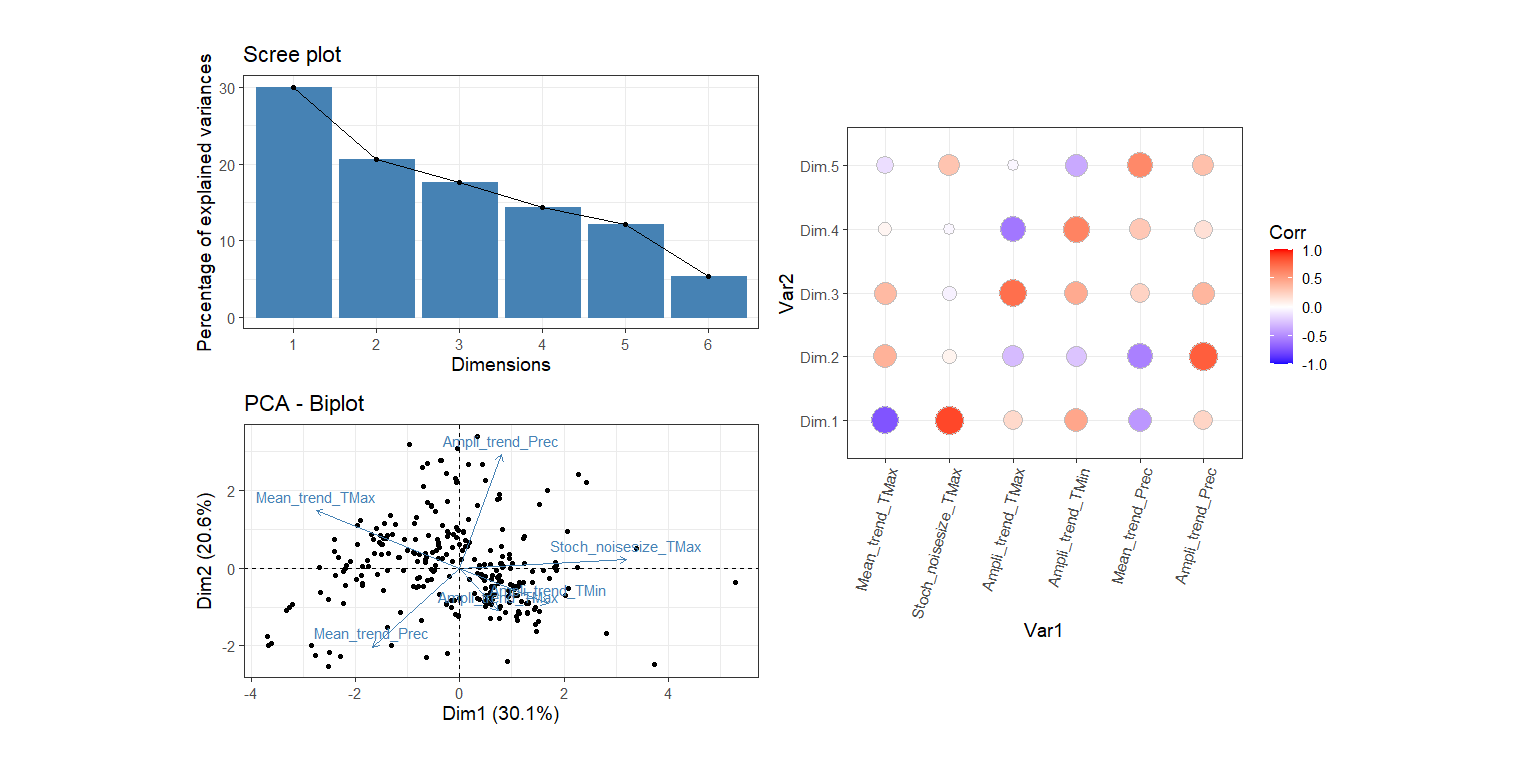 Scree plot
Percentage of explained variances
30
20
10
0
1 2 3 4 5 6
Dimensions
PCA - Biplot
Dim2 (20.6%)
2
0
-2
Ampli_trend_Prec
Mean_trend_TMax
Stoch_noisesize_TMax
Ampli_trend_TMin
Ampli_trend_TMax
Mean_trend_Prec
-4 -2 0 2 4
Dim1 (30.1%)
Var2
Dim.5
Dim.4
Dim.3
Dim.2
Dim.1
Mean_trend_TMax
Stoch_noisesize_TMax
Ampli_trend_TMax
Ampli_trend_TMin
Mean_trend_Prec
Ampli_trend_Prec
Var1
Corr
1.0
0.5
0.0
-0.5
-1.0